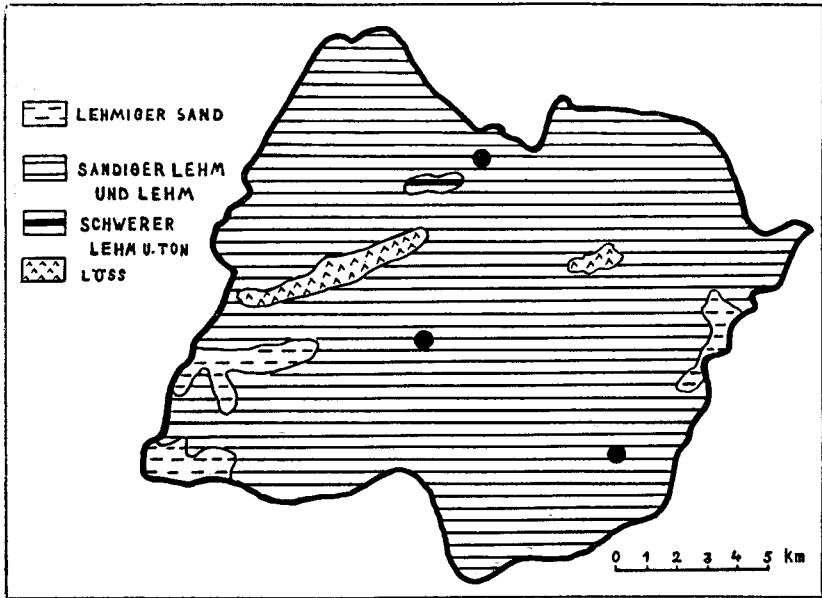 LEHMIGER SAND
SANDIGER LEHM
UND LEHM
SCHWERER
LEHM U. TON
LÖSS
0 1 2 3 4 5 Km